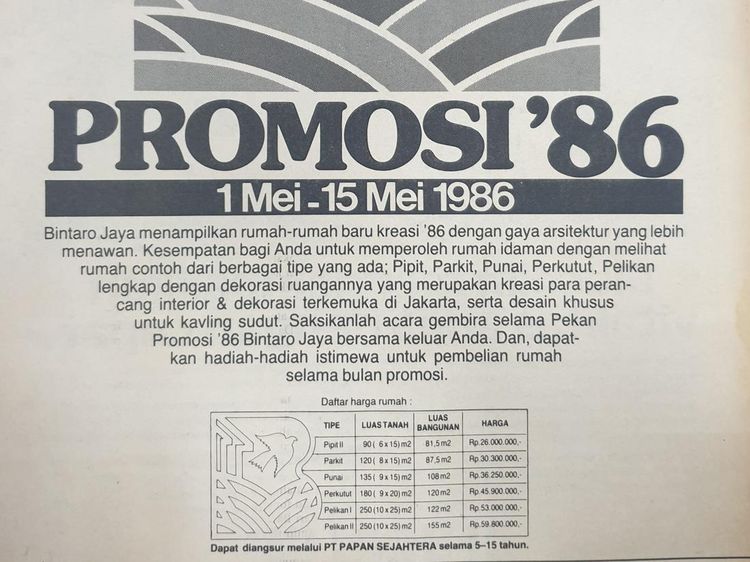 PROMOSI '86
1 Mei - 15 Mei 1986
Bintaro Jaya menampilkan rumah-rumah baru kreasi '86 dengan gaya arsitektur yang lebih
menawan. Kesempatan bagi Anda untuk memperoleh rumah idaman dengan melihat
rumah contoh dari berbagai tipe yang ada; Pipit, Parkit, Punai, Perkutut, Pelikan
lengkap dengan dekorasi ruangannya yang merupakan kreasi para peran-
cang interior & dekorasi terkemuka di Jakarta, serta desain khusus
untuk kavling sudut. Saksikanlah acara gembira selama Pekan
Promosi '86 Bintaro Jaya bersama keluar Anda. Dan, dapat-
kan hadiah-hadiah istimewa untuk pembelian rumah
selama bulan promosi.
Daftar harga rumah :
TIPE LUAS TANAH LUAS BANGUNAN HARGA
Pipit II 90 ( 6 x 15) m2 81,5 m2 Rp.26.000.000,-
Parkit 120 ( 8 x 15) m2 87,5 m2 Rp.30.300.000,-
Punai 135 ( 9 x 15) m2 108 m2 Rp.36.250.000,-
Perkutut 180 ( 9 x 20) m2 120 m2 Rp.45.900.000,-
Pelikan I 250 (10 x 25) m2 122 m2 Rp.53.000.000,-
Pelikan II 250 (10 x 25) m2 155 m2 Rp.59.800.000,-
Dapat diangsur melalui PT PAPAN SEJAHTERA selama 5-15 tahun.